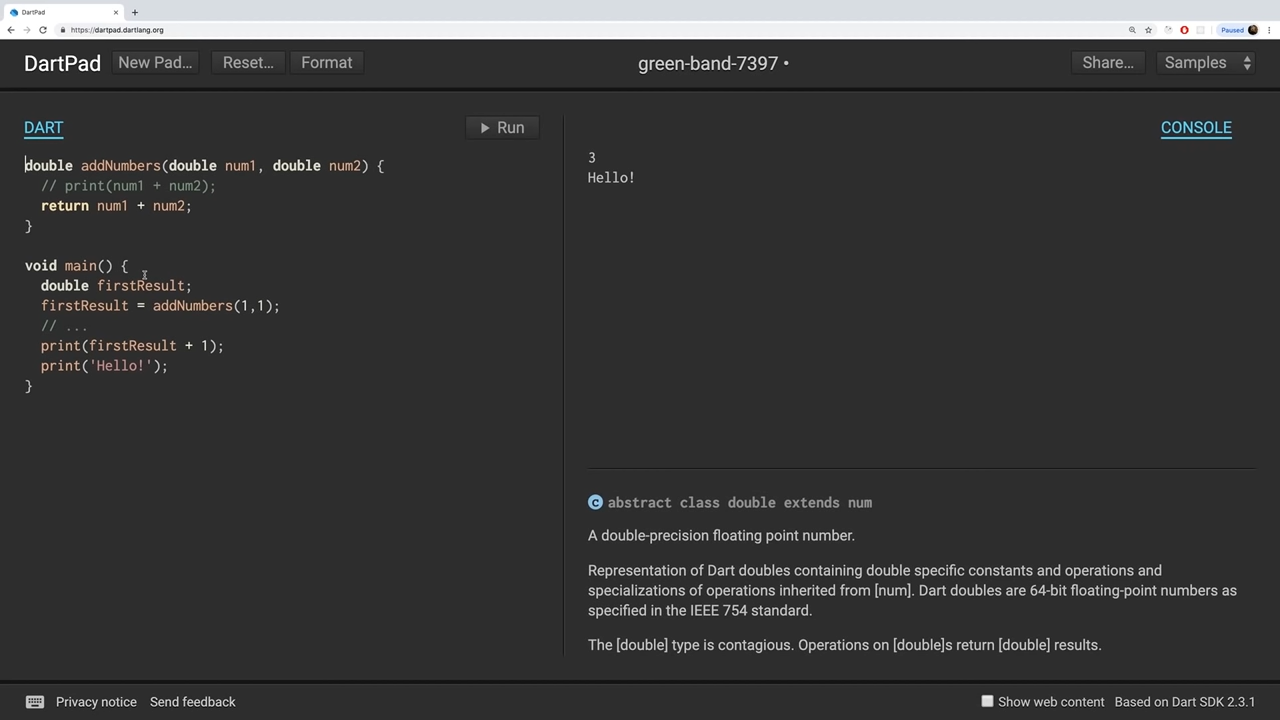 DartPad
https://dartpad.dartlang.org
Paused
DartPad New Pad... Reset... Format green-band-7397 • Share... Samples
DART
Run
double addNumbers(double num1, double num2) {
// print(num1 + num2);
return num1 + num2;
}
void main() {
double firstResult;
firstResult = addNumbers(1,1);
// ...
print(firstResult + 1);
print('Hello!');
}
CONSOLE
3
Hello!
C abstract class double extends num
A double-precision floating point number.
Representation of Dart doubles containing double specific constants and operations and
specializations of operations inherited from [num]. Dart doubles are 64-bit floating-point numbers as
specified in the IEEE 754 standard.
The [double] type is contagious. Operations on [double]s return [double] results.
Privacy notice Send feedback Show web content Based on Dart SDK 2.3.1